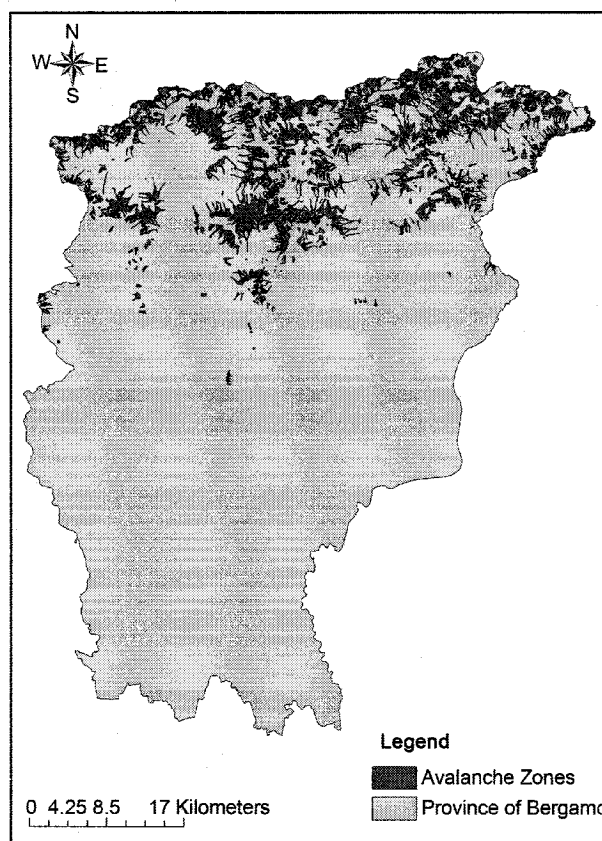 N
W E
S
Legend
Avalanche Zones
Province of Bergamo
0 4.25 8.5 17 Kilometers